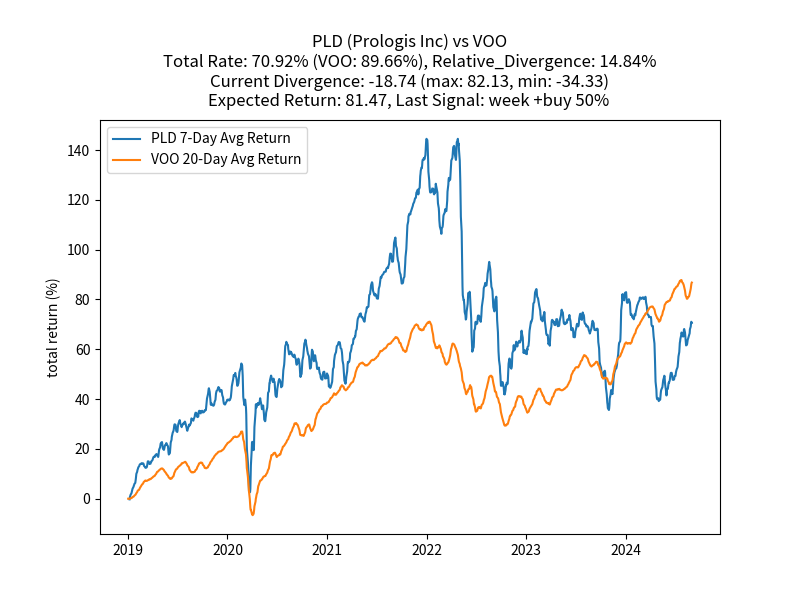 PLD (Prologis Inc) vs VOO
Total Rate: 70.92% (VOO: 89.66%), Relative_Divergence: 14.84%
Current Divergence: -18.74 (max: 82.13, min: -34.33)
Expected Return: 81.47, Last Signal: week +buy 50%
PLD 7-Day Avg Return
VOO 20-Day Avg Return
total return (%)
140
120
100
80
60
40
20
0
2019 2020 2021 2022 2023 2024